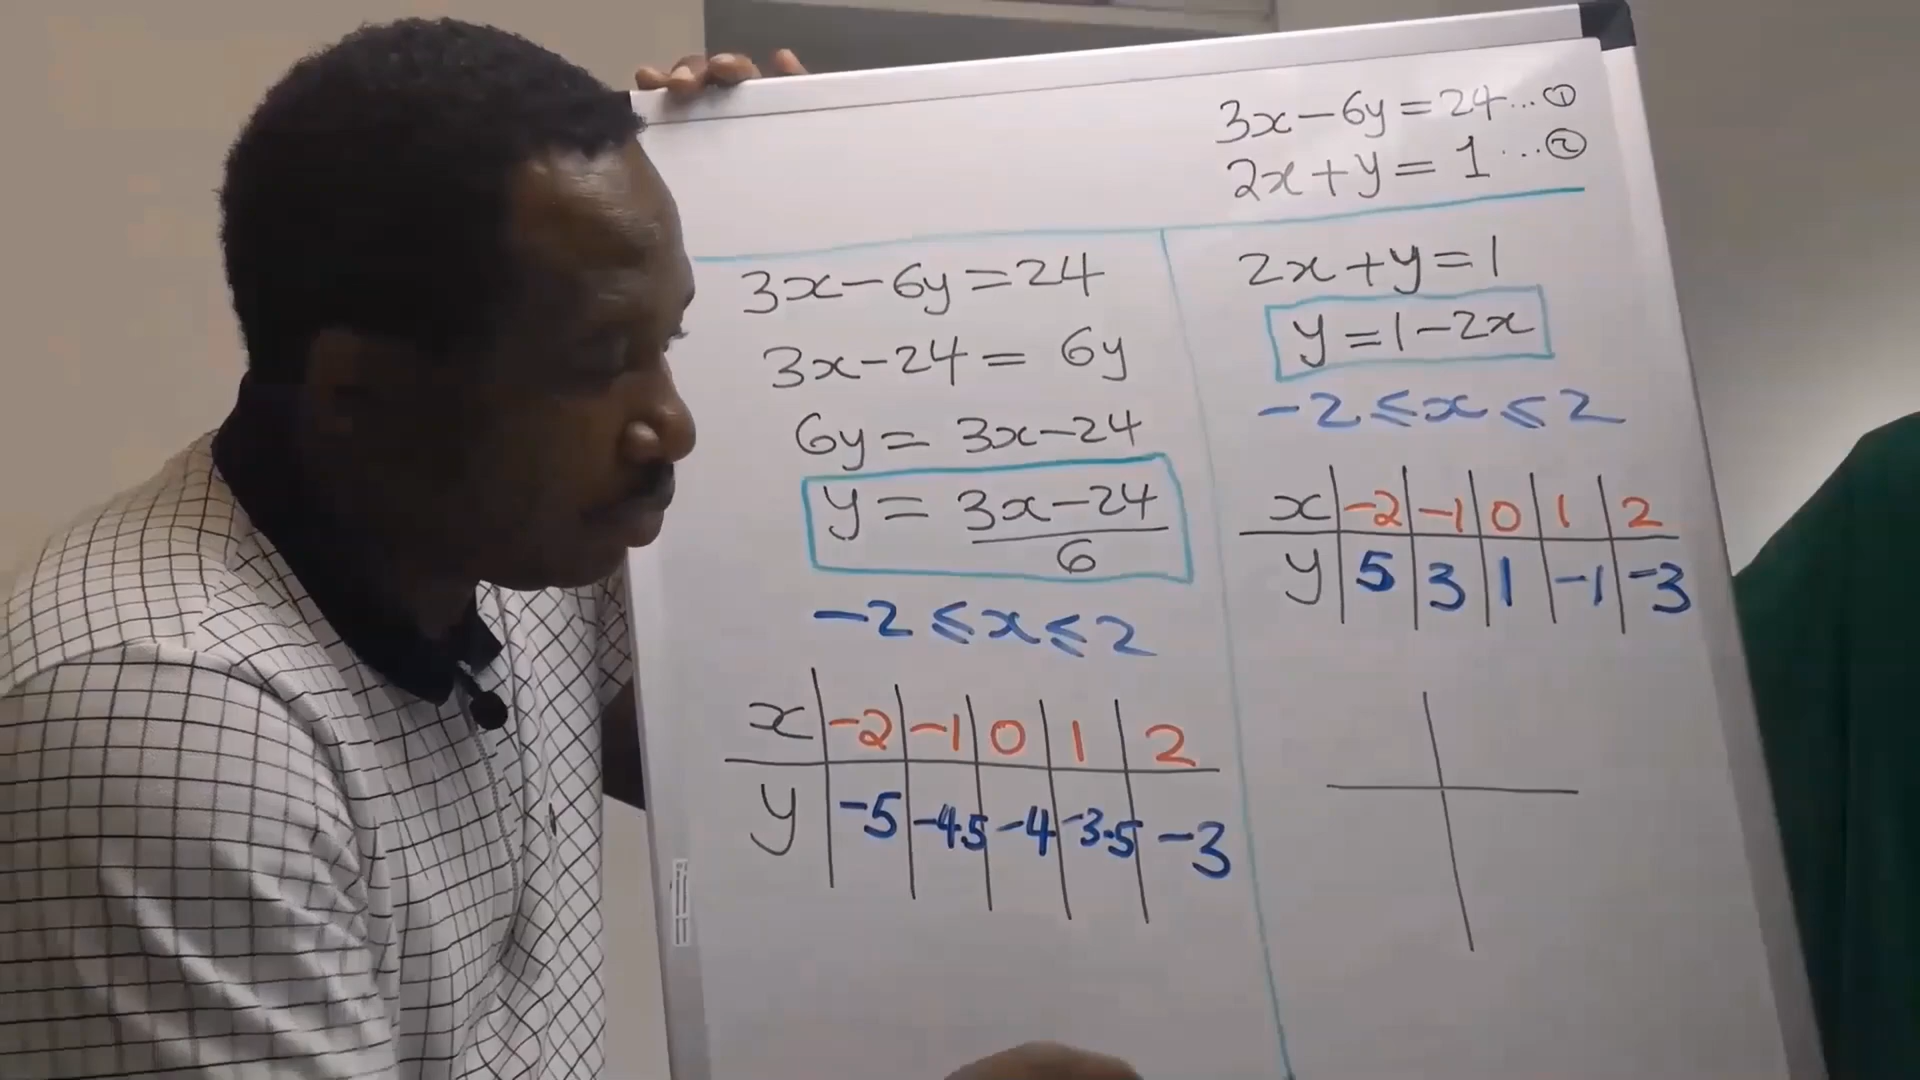 3x-6y=24...①
2x+y=1...②
3x-6y=24
3x-24=6y
6y=3x-24
y=3x-24
6
-2≤x≤2
x -2 -1 0 1 2
y -5 -4.5 -4 -3.5 -3
2x+y=1
y=1-2x
-2≤x≤2
x -2 -1 0 1 2
y 5 3 1 -1 -3